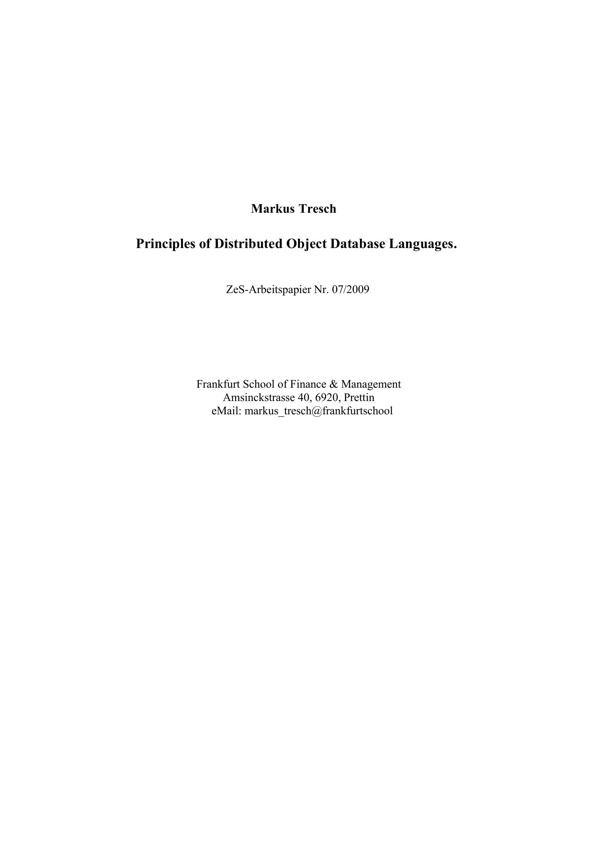 Markus Tresch
Principles of Distributed Object Database Languages.
ZeS-Arbeitspapier Nr. 07/2009
Frankfurt School of Finance & Management
Amsinckstrasse 40, 6920, Prettin
eMail: markus_tresch@frankfurtschool